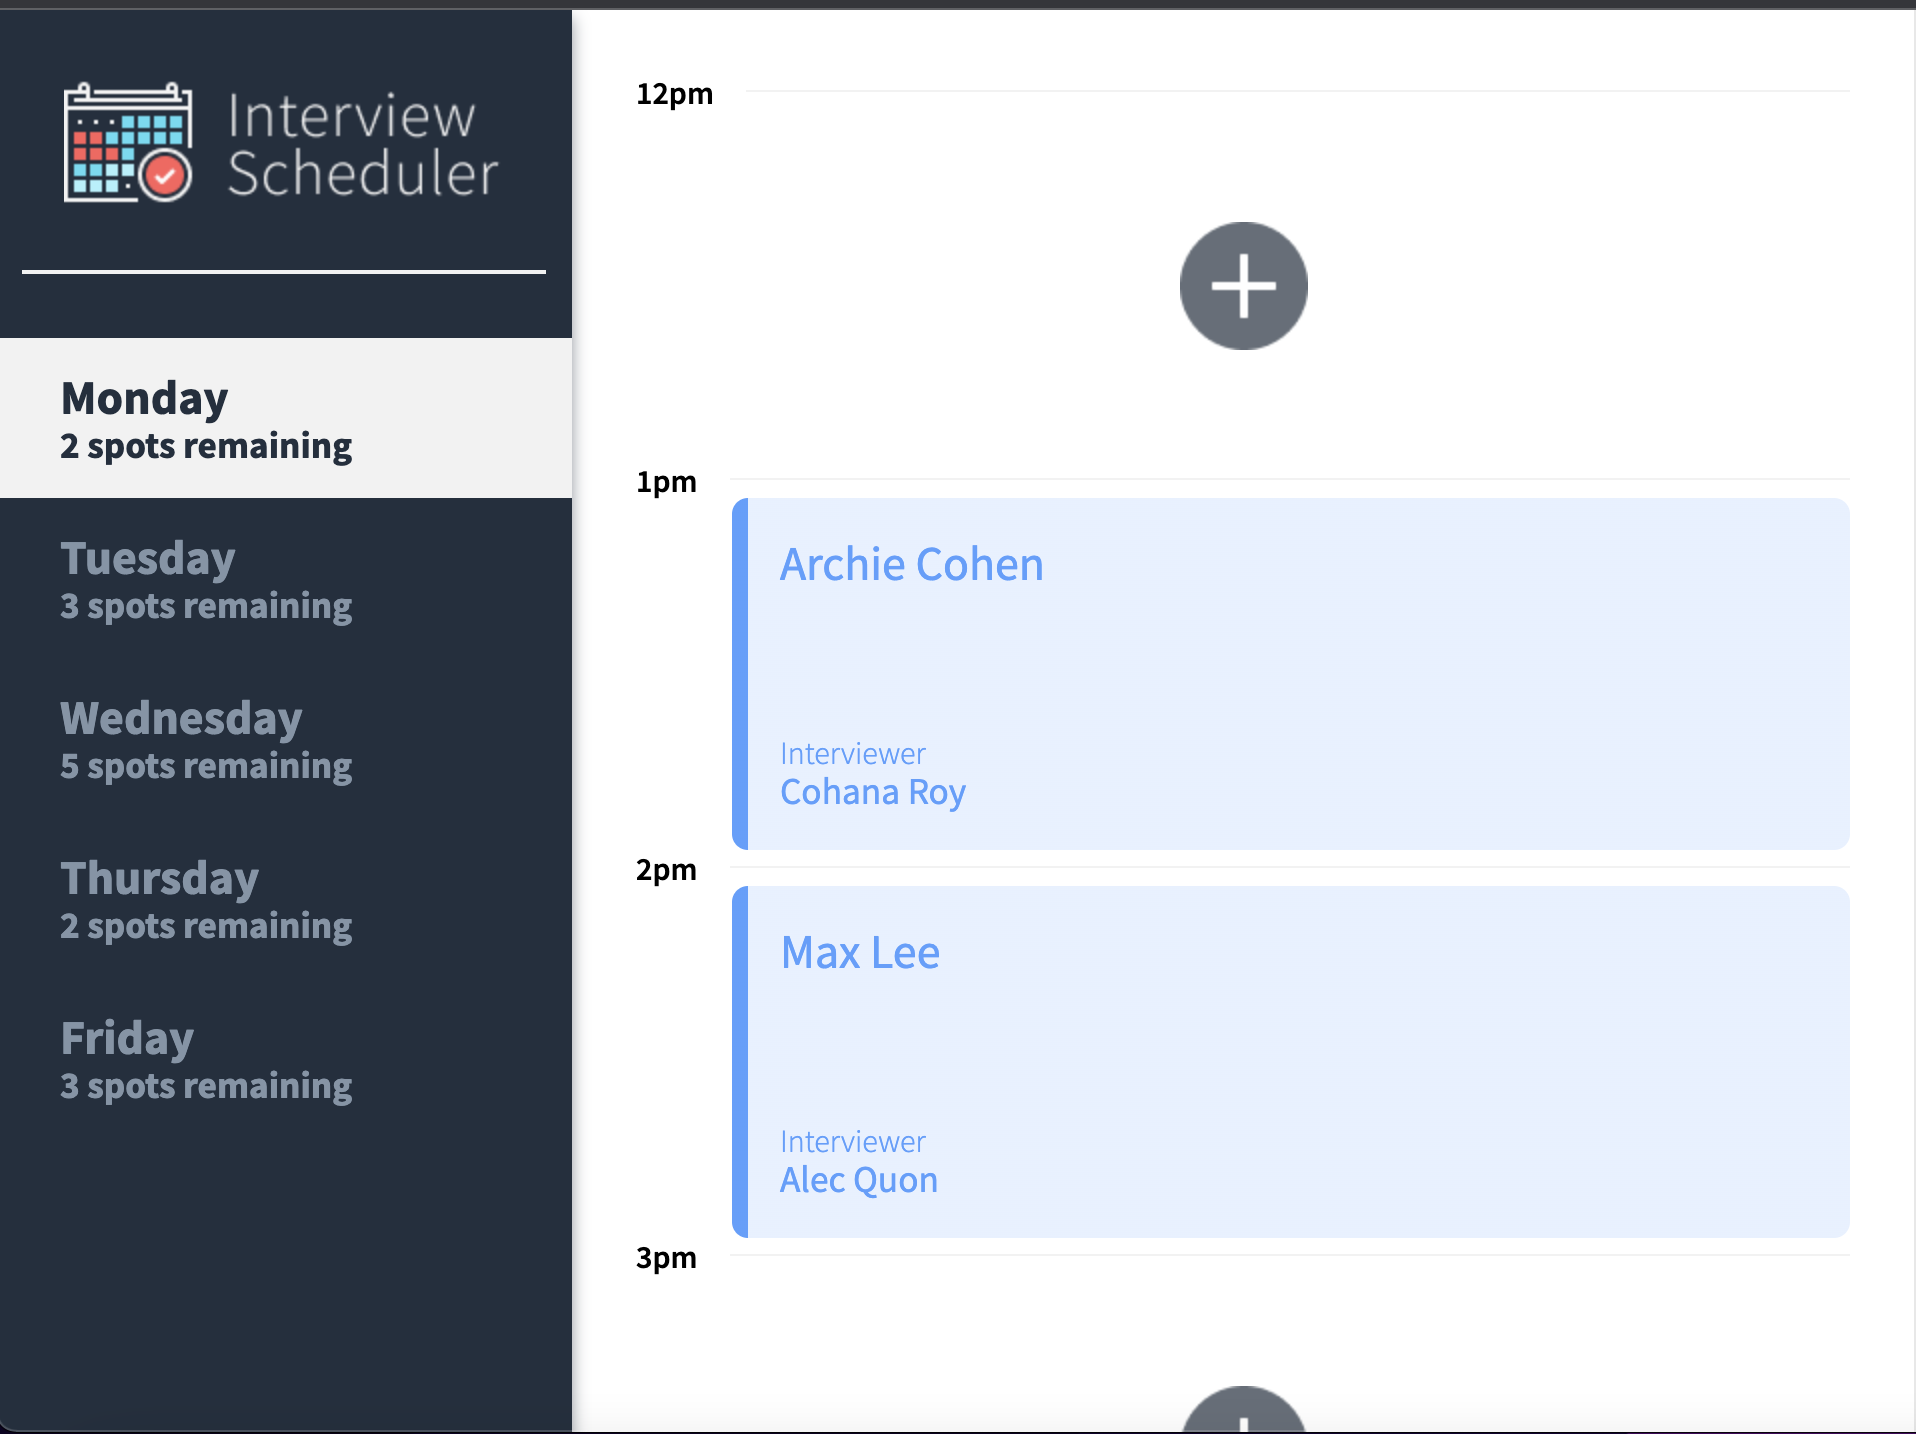 Interview
Scheduler
Monday
2 spots remaining
Tuesday
3 spots remaining
Wednesday
5 spots remaining
Thursday
2 spots remaining
Friday
3 spots remaining
12pm
1pm
Archie Cohen
Interviewer
Cohana Roy
2pm
Max Lee
Interviewer
Alec Quon
3pm